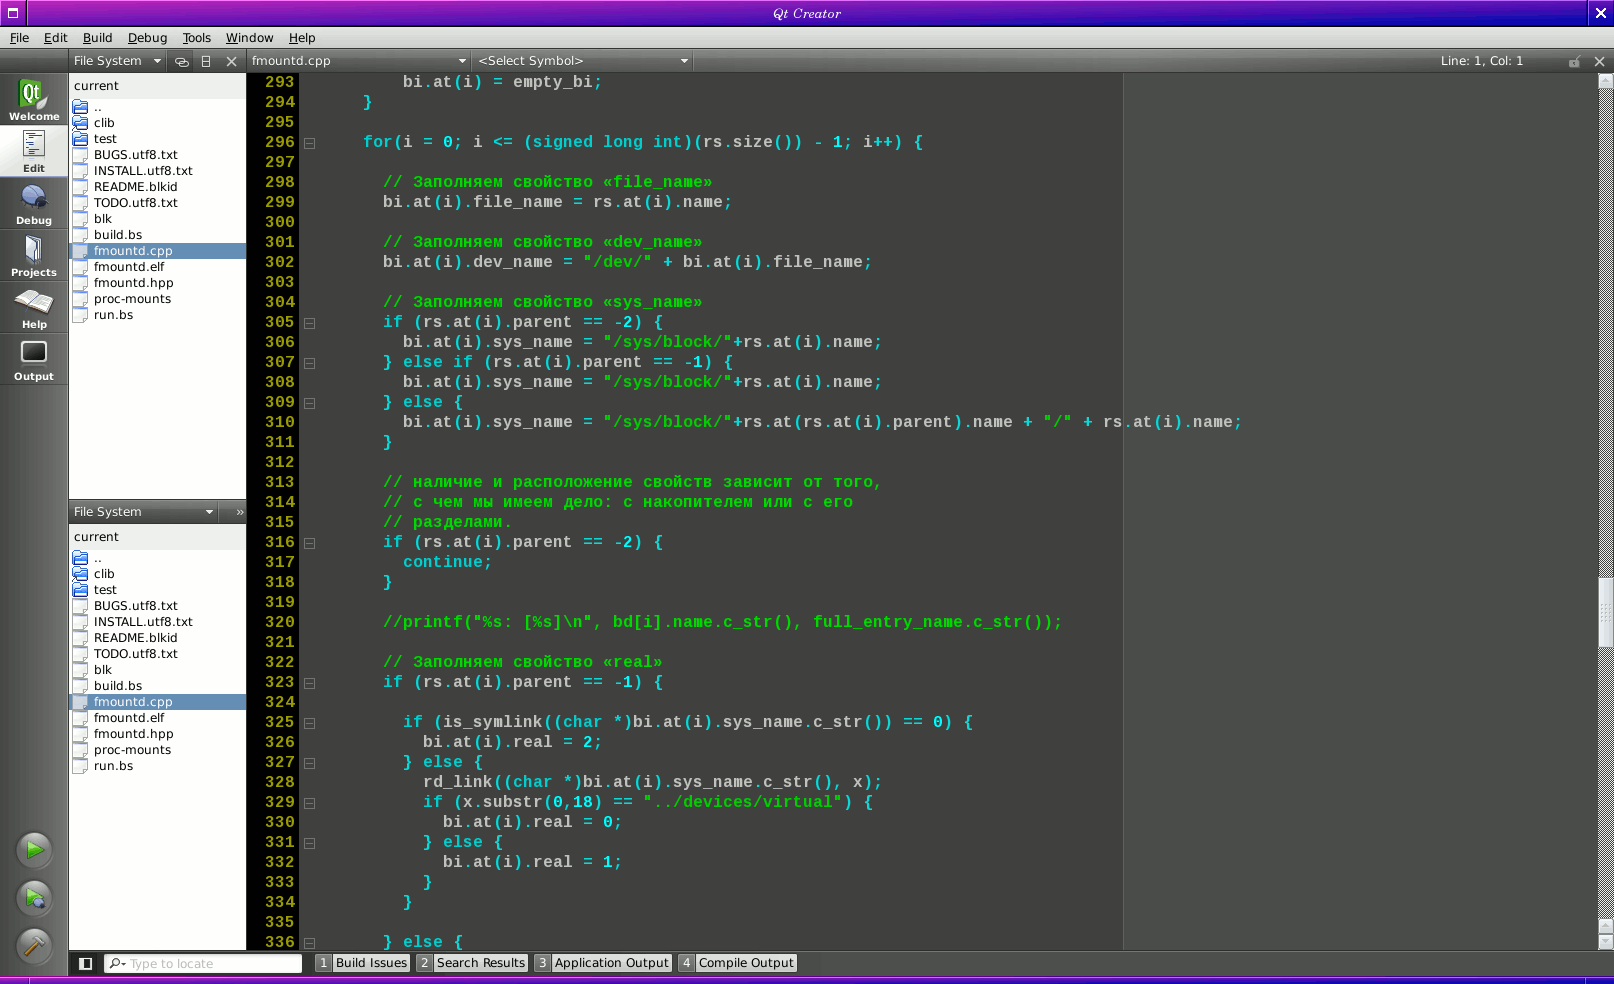 Qt Creator
File Edit Build Debug Tools Window Help
File System fmountd.cpp <Select Symbol> Line: 1, Col: 1
Welcome
Edit
Debug
Projects
Help
Output
current
..
clib
test
BUGS.utf8.txt
INSTALL.utf8.txt
README.blkid
TODO.utf8.txt
blk
build.bs
fmountd.cpp
fmountd.elf
fmountd.hpp
proc-mounts
run.bs
File System »
current
..
clib
test
BUGS.utf8.txt
INSTALL.utf8.txt
README.blkid
TODO.utf8.txt
blk
build.bs
fmountd.cpp
fmountd.elf
fmountd.hpp
proc-mounts
run.bs
293 bi.at(i) = empty_bi;
294 }
295
296 for(i = 0; i <= (signed long int)(rs.size()) - 1; i++) {
297
298 // Заполняем свойство «file_name»
299 bi.at(i).file_name = rs.at(i).name;
300
301 // Заполняем свойство «dev_name»
302 bi.at(i).dev_name = "/dev/" + bi.at(i).file_name;
303
304 // Заполняем свойство «sys_name»
305 if (rs.at(i).parent == -2) {
306 bi.at(i).sys_name = "/sys/block/"+rs.at(i).name;
307 } else if (rs.at(i).parent == -1) {
308 bi.at(i).sys_name = "/sys/block/"+rs.at(i).name;
309 } else {
310 bi.at(i).sys_name = "/sys/block/"+rs.at(rs.at(i).parent).name + "/" + rs.at(i).name;
311 }
312
313 // наличие и расположение свойств зависит от того,
314 // с чем мы имеем дело: с накопителем или с его
315 // разделами.
316 if (rs.at(i).parent == -2) {
317 continue;
318 }
319
320 //printf("%s: [%s]\n", bd[i].name.c_str(), full_entry_name.c_str());
321
322 // Заполняем свойство «real»
323 if (rs.at(i).parent == -1) {
324
325 if (is_symlink((char *)bi.at(i).sys_name.c_str()) == 0) {
326 bi.at(i).real = 2;
327 } else {
328 rd_link((char *)bi.at(i).sys_name.c_str(), x);
329 if (x.substr(0,18) == "../devices/virtual") {
330 bi.at(i).real = 0;
331 } else {
332 bi.at(i).real = 1;
333 }
334 }
335
336 } else {
Type to locate 1 Build Issues 2 Search Results 3 Application Output 4 Compile Output